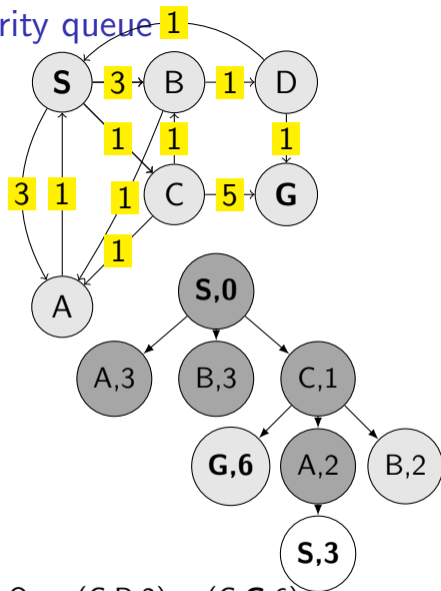 rity queue
1
S 3 B 1 D
1 1 1
3 1 1 C 5 G
1
A
S,0
A,3 B,3 C,1
G,6 A,2 B,2
S,3